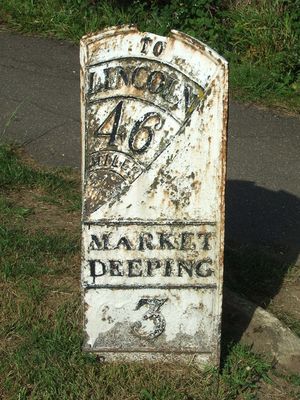 TO
LINCOLN
46
MILES
MARKET
DEEPING
3